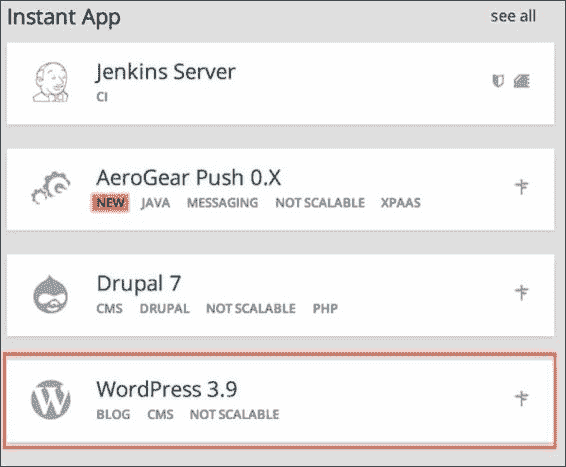 Instant App see all
Jenkins Server
CI
AeroGear Push 0.X
NEW JAVA MESSAGING NOT SCALABLE XPAAS
Drupal 7
CMS DRUPAL NOT SCALABLE PHP
WordPress 3.9
BLOG CMS NOT SCALABLE